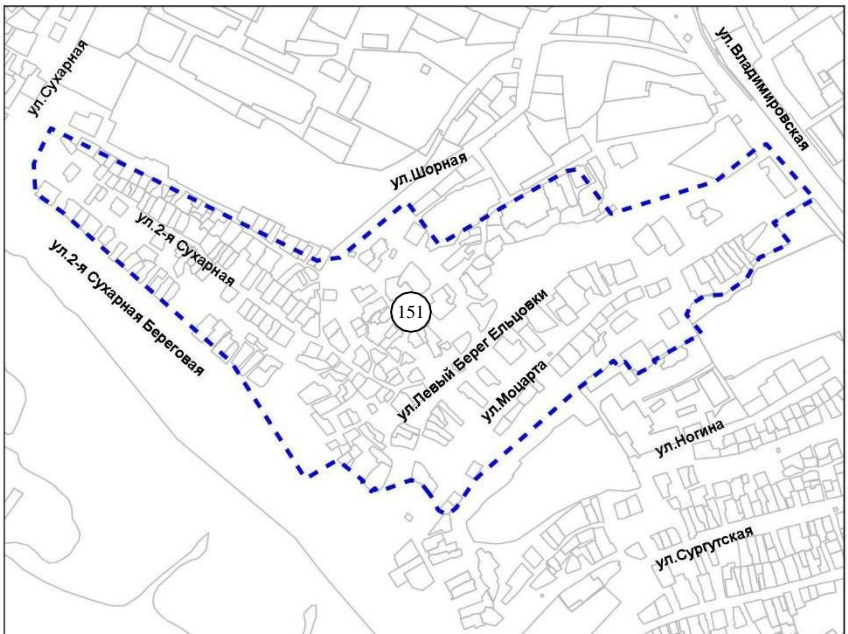 ул.Сухарная
ул.Владимировская
ул.Шорная
ул.2-я Сухарная
ул.2-я Сухарная Береговая
151
ул.Левый Берег Ельцовки
ул.Моцарта
ул.Ногина
ул.Сургутская